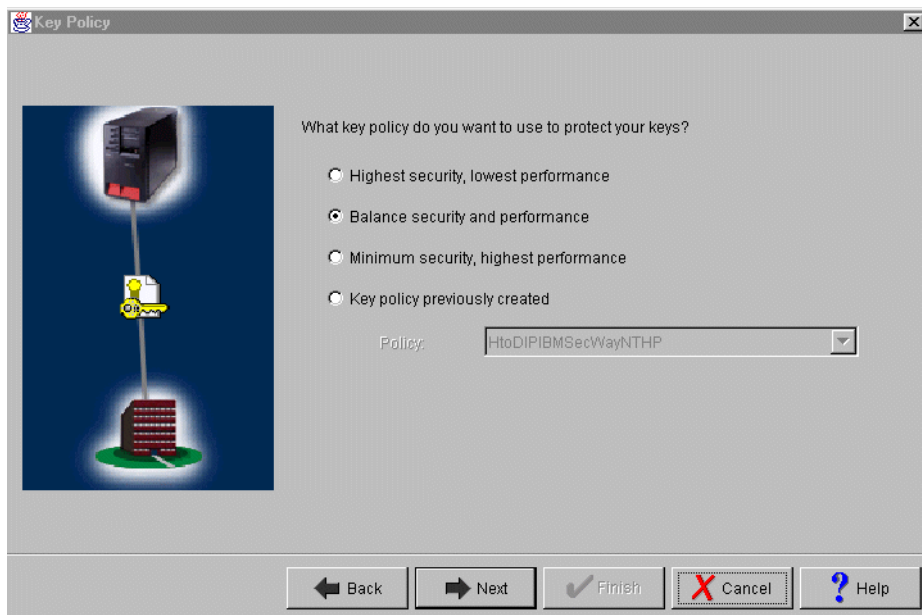 Key Policy
What key policy do you want to use to protect your keys?
Highest security, lowest performance
Balance security and performance
Minimum security, highest performance
Key policy previously created
Policy: HtoDIPIBMSecWayNTHP
Back Next Finish Cancel Help